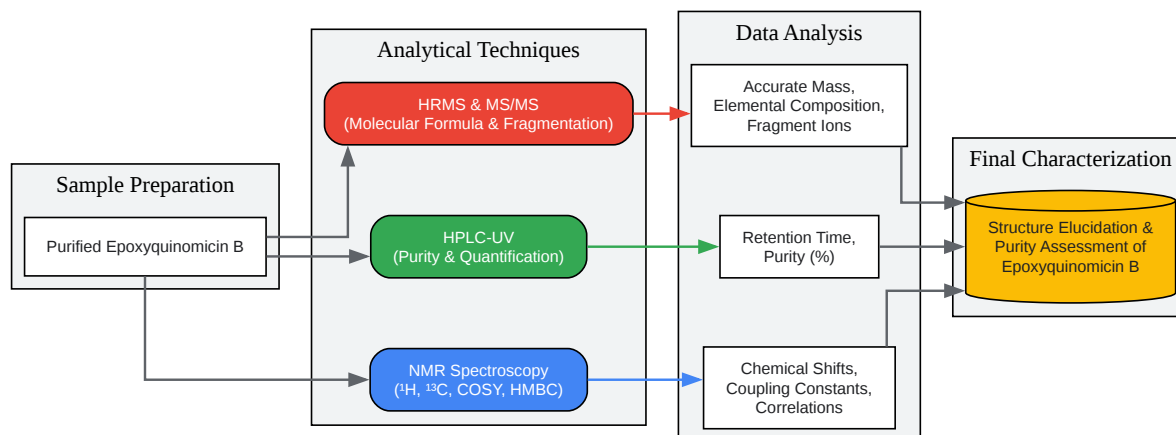 Sample Preparation
Purified Epoxyquinomicin B
Analytical Techniques
HRMS & MS/MS
(Molecular Formula & Fragmentation)
HPLC-UV
(Purity & Quantification)
NMR Spectroscopy
(¹H, ¹³C, COSY, HMBC)
Data Analysis
Accurate Mass,
Elemental Composition,
Fragment Ions
Retention Time,
Purity (%)
Chemical Shifts,
Coupling Constants,
Correlations
Final Characterization
Structure Elucidation &
Purity Assessment of
Epoxyquinomicin B